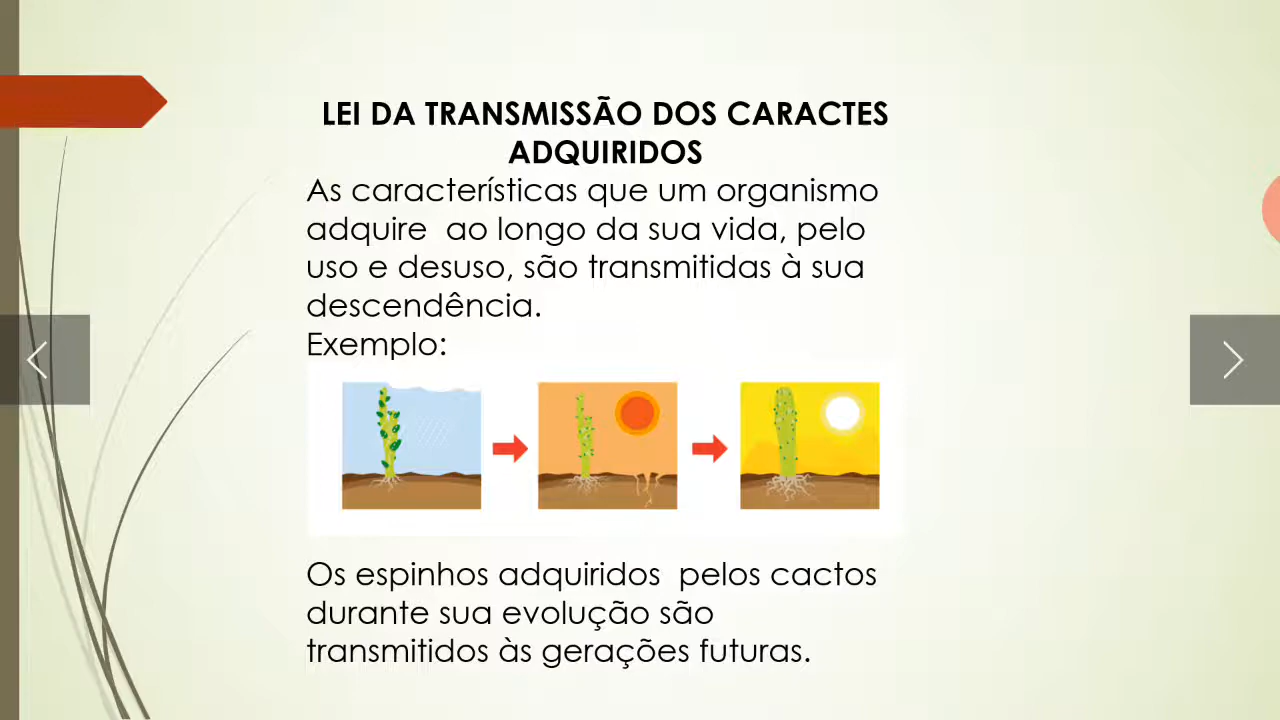 LEI DA TRANSMISSÃO DOS CARACTES
ADQUIRIDOS
As características que um organismo
adquire ao longo da sua vida, pelo
uso e desuso, são transmitidas à sua
descendência.
Exemplo:
Os espinhos adquiridos pelos cactos
durante sua evolução são
transmitidos às gerações futuras.